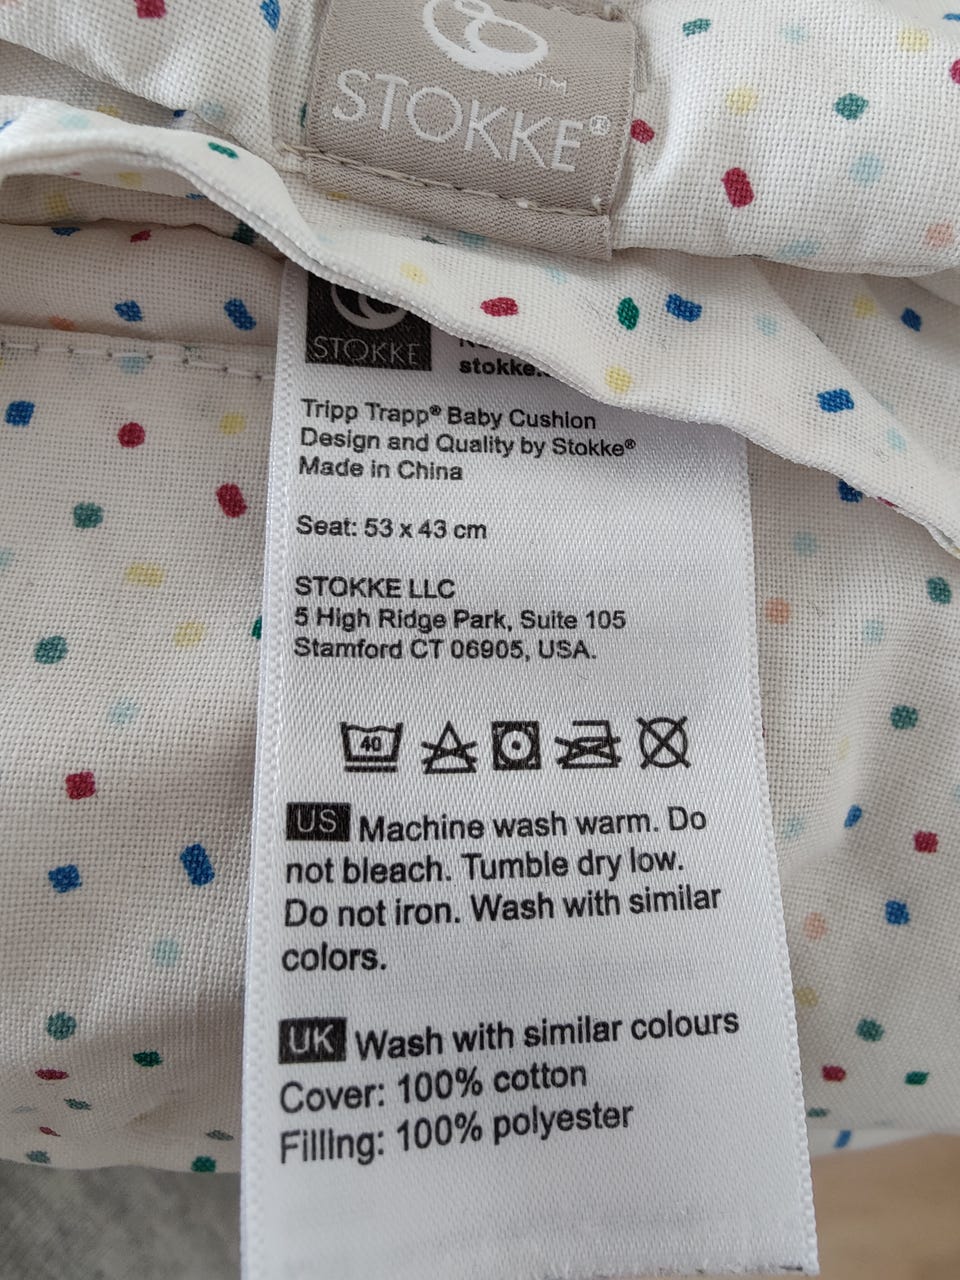 STOKKE®
™
STOKKE
stokke.
Tripp Trapp® Baby Cushion
Design and Quality by Stokke®
Made in China
Seat: 53 x 43 cm
STOKKE LLC
5 High Ridge Park, Suite 105
Stamford CT 06905, USA.
40
US Machine wash warm. Do
not bleach. Tumble dry low.
Do not iron. Wash with similar
colors.
UK Wash with similar colours
Cover: 100% cotton
Filling: 100% polyester